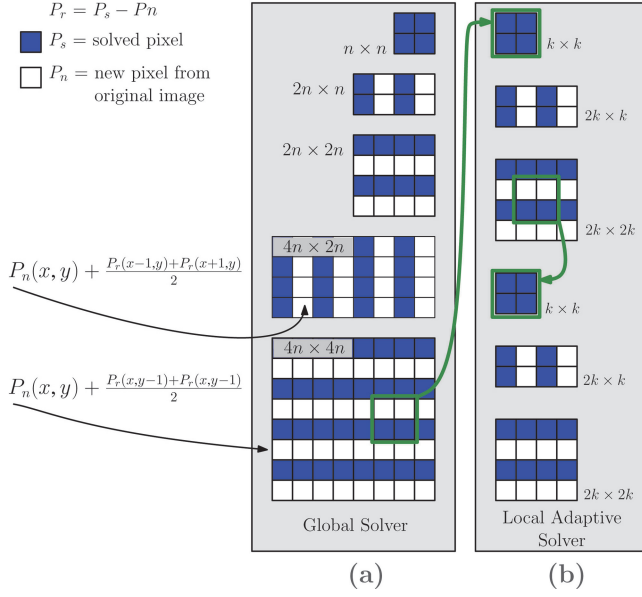 P_r = P_s − Pn
P_s = solved pixel
P_n = new pixel from
original image
n × n
2n × n
2n × 2n
4n × 2n
P_n(x, y) + \frac{P_r(x−1,y)+P_r(x+1,y)}{2}
4n × 4n
P_n(x, y) + \frac{P_r(x,y−1)+P_r(x,y−1)}{2}
Global Solver
(a)
k × k
2k × k
2k × 2k
k × k
2k × k
2k × 2k
Local Adaptive
Solver
(b)